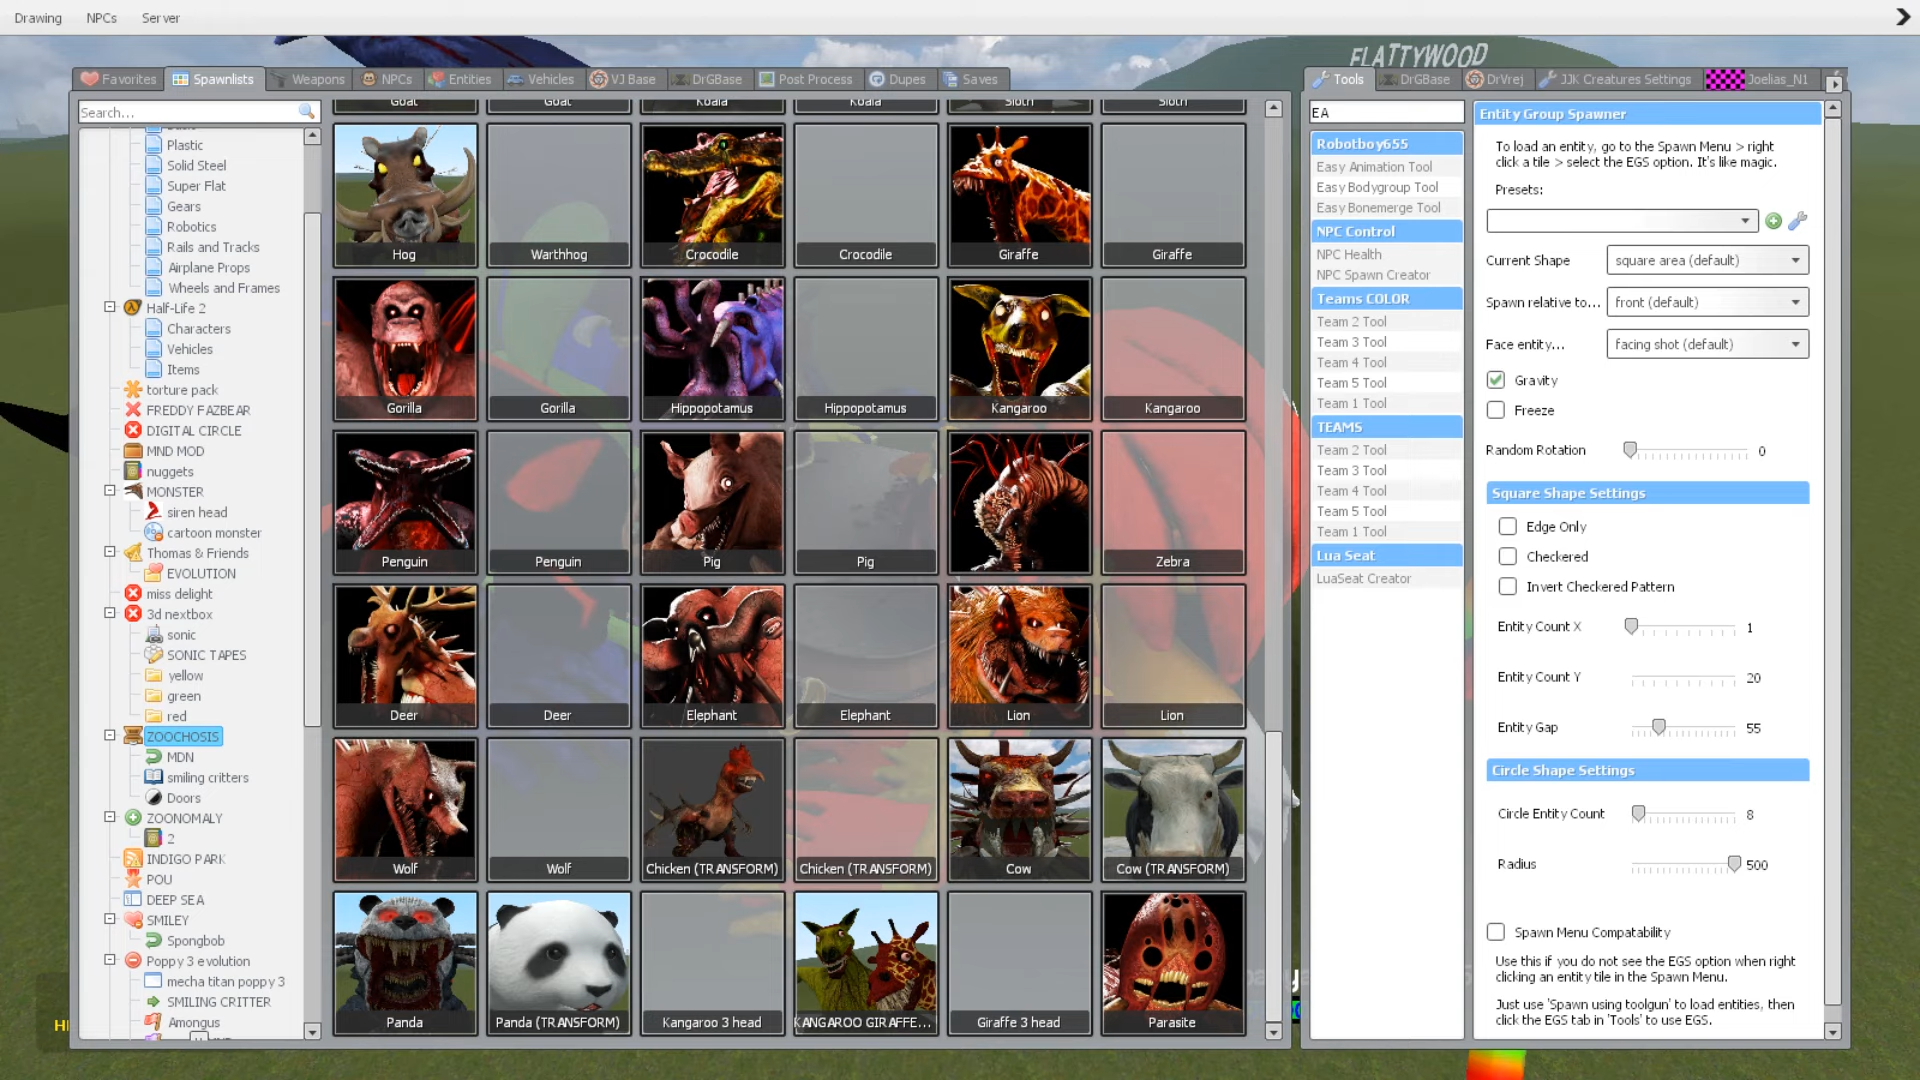 Drawing NPCs Server
FLATTYWOOD
Favorites Spawnlists Weapons NPCs Entities Vehicles VJ Base DrGBase Post Process Dupes Saves
Tools DrGBase DrVrej JJK Creatures Settings Joelias_N1
Search...
Plastic
Solid Steel
Super Flat
Gears
Robotics
Rails and Tracks
Airplane Props
Wheels and Frames
Half-Life 2
Characters
Vehicles
Items
torture pack
FREDDY FAZBEAR
DIGITAL CIRCLE
MND MOD
nuggets
MONSTER
siren head
cartoon monster
Thomas & Friends
EVOLUTION
miss delight
3d nextbox
sonic
SONIC TAPES
yellow
green
red
ZOOCHOSIS
MDN
smiling critters
Doors
ZOONOMALY
2
INDIGO PARK
POU
DEEP SEA
SMILEY
Spongbob
Poppy 3 evolution
mecha titan poppy 3
SMILING CRITTER
Amongus
Goat Goat Koala Koala Sloth Sloth
Hog Warthhog Crocodile Crocodile Giraffe Giraffe
Gorilla Gorilla Hippopotamus Hippopotamus Kangaroo Kangaroo
Penguin Penguin Pig Pig Zebra
Deer Deer Elephant Elephant Lion Lion
Wolf Wolf Chicken (TRANSFORM) Chicken (TRANSFORM) Cow Cow (TRANSFORM)
Panda Panda (TRANSFORM) Kangaroo 3 head KANGAROO GIRAFFE... Giraffe 3 head Parasite
EA
Robotboy655
Easy Animation Tool
Easy Bodygroup Tool
Easy Bonemerge Tool
NPC Control
NPC Health
NPC Spawn Creator
Teams COLOR
Team 2 Tool
Team 3 Tool
Team 4 Tool
Team 5 Tool
Team 1 Tool
TEAMS
Team 2 Tool
Team 3 Tool
Team 4 Tool
Team 5 Tool
Team 1 Tool
Lua Seat
LuaSeat Creator
Entity Group Spawner
To load an entity, go to the Spawn Menu > right
click a tile > select the EGS option. It's like magic.
Presets:
Current Shape square area (default)
Spawn relative to... front (default)
Face entity... facing shot (default)
Gravity
Freeze
Random Rotation 0
Square Shape Settings
Edge Only
Checkered
Invert Checkered Pattern
Entity Count X 1
Entity Count Y 20
Entity Gap 55
Circle Shape Settings
Circle Entity Count 8
Radius 500
Spawn Menu Compatability
Use this if you do not see the EGS option when right
clicking an entity tile in the Spawn Menu.
Just use 'Spawn using toolgun' to load entities, then
click the EGS tab in 'Tools' to use EGS.